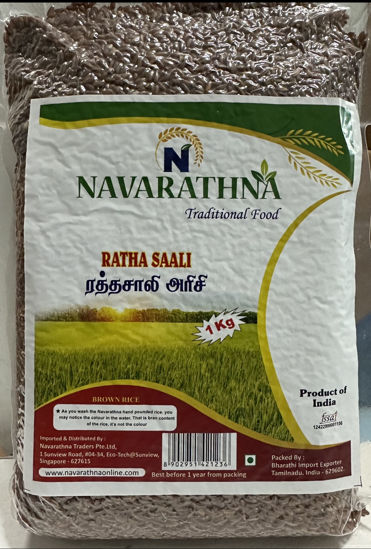 N
NAVARATHNA
Traditional Food
RATHA SAALI
ரத்தசாலி அரிசி
1 Kg
BROWN RICE
★ As you wash the Navarathna hand pounded rice, you
may notice the colour in the water. That is bran content
of the rice, it's not the colour
Imported & Distributed By :
Navarathna Traders Pte.Ltd,
1 Sunview Road, #04-34, Eco-Tech@Sunview,
Singapore - 627615
www.navarathnaonline.com
8 902951 421236
Best before 1 year from packing
Product of
India
fssai
Packed By :
Bharathi Import Exporter
Tamilnadu, India - 629602.